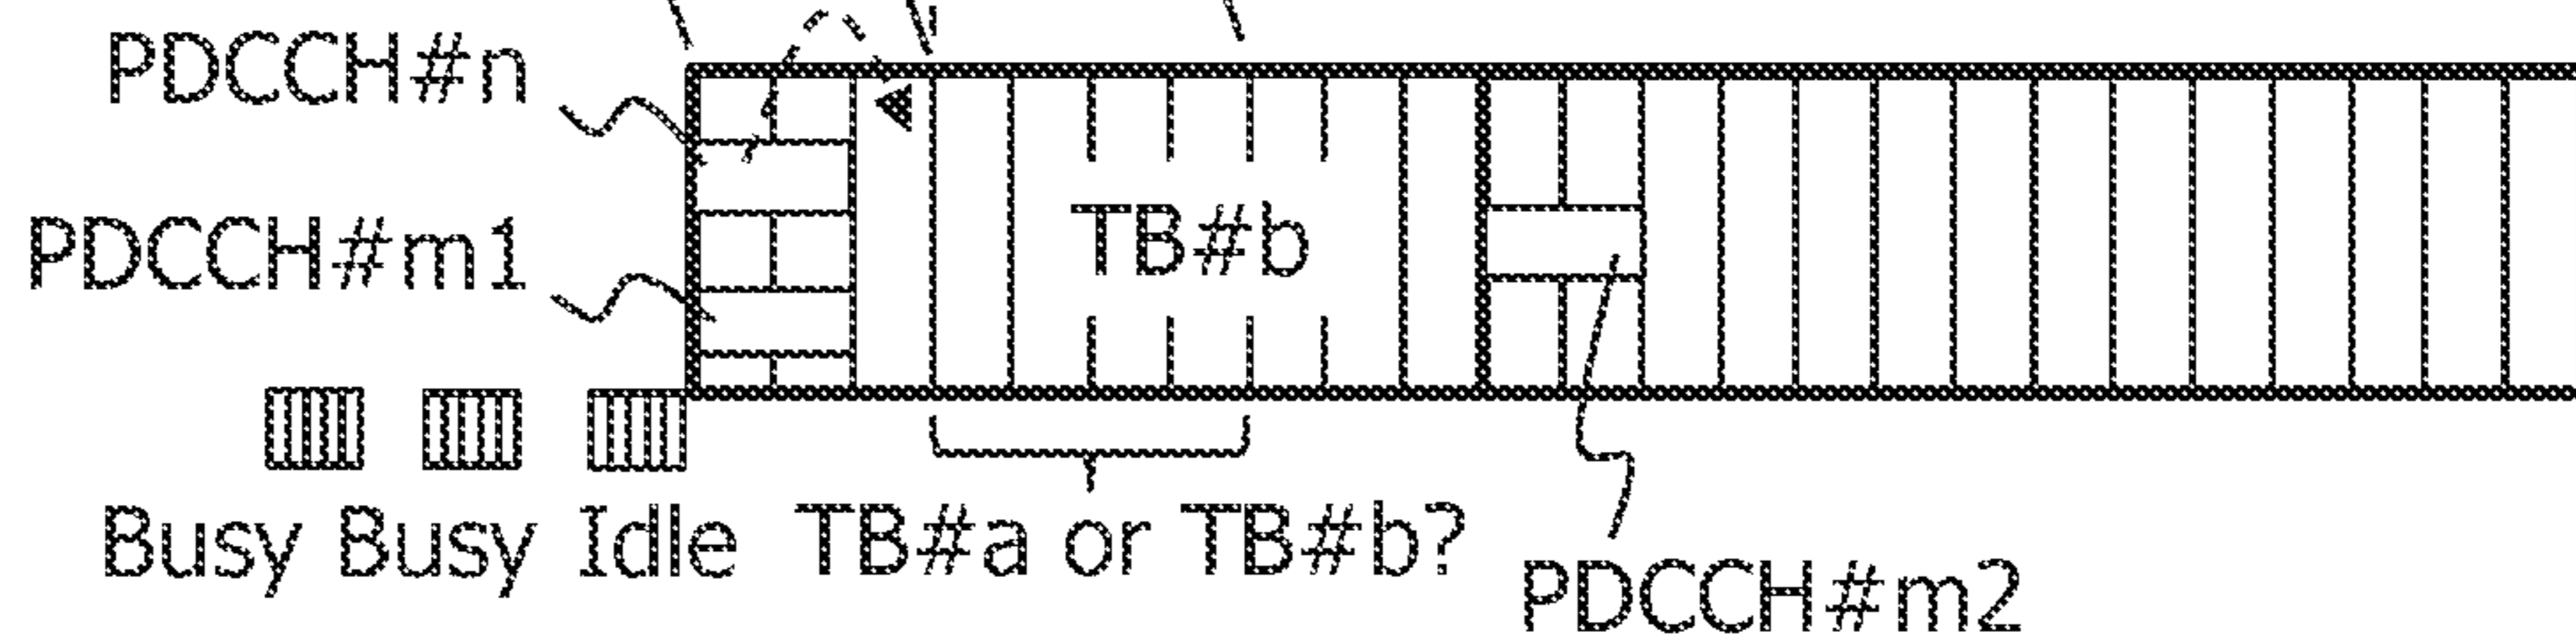 PDCCH#n
PDCCH#m1
TB#b
Busy Busy Idle TB#a or TB#b?
PDCCH#m2